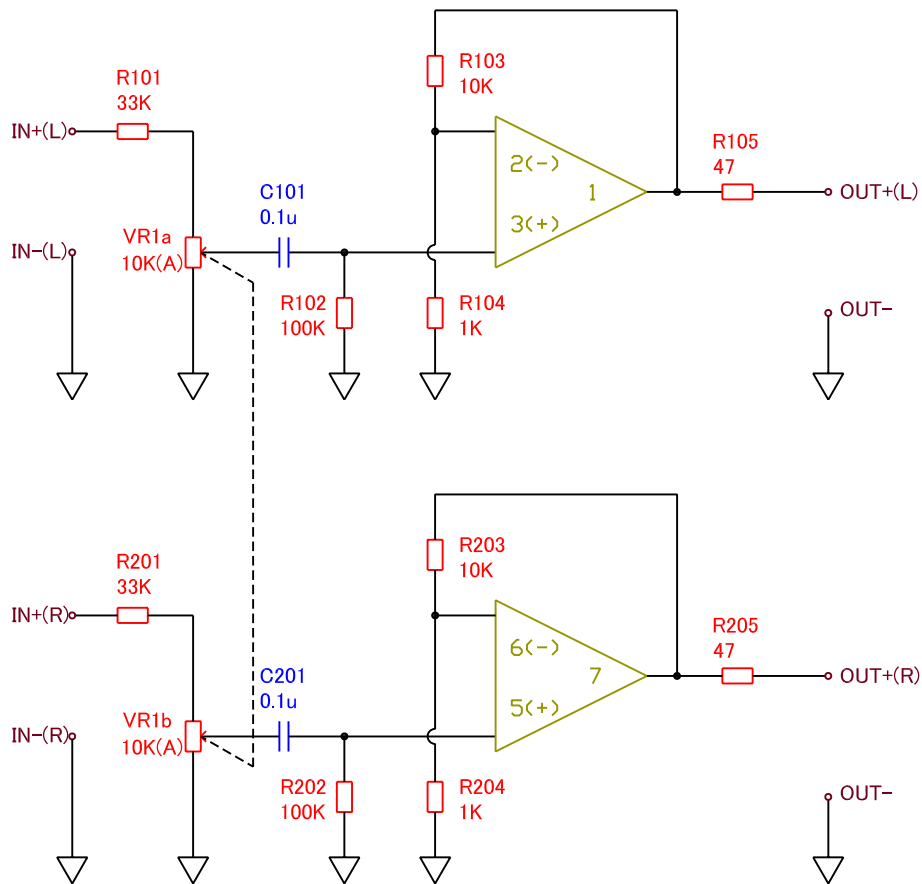 R101
33K
IN+(L)
IN-(L)
VR1a
10K(A)
C101
0.1u
R102
100K
R103
10K
2(-)
3(+)
1
R104
1K
R105
47
OUT+(L)
OUT-
R201
33K
IN+(R)
IN-(R)
VR1b
10K(A)
C201
0.1u
R202
100K
R203
10K
6(-)
5(+)
7
R204
1K
R205
47
OUT+(R)
OUT-